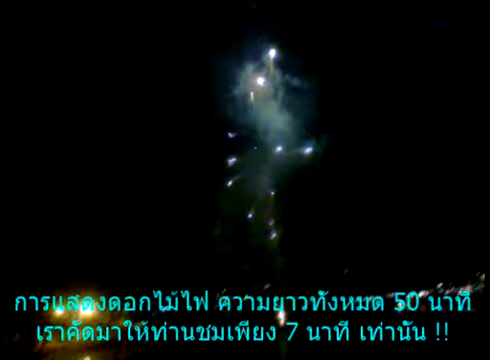 การแสดงดอกไม้ไฟ ความยาวทั้งหมด 50 นาที
เราคัดมาให้ท่านชมเพียง 7 นาที เท่านั้น !!